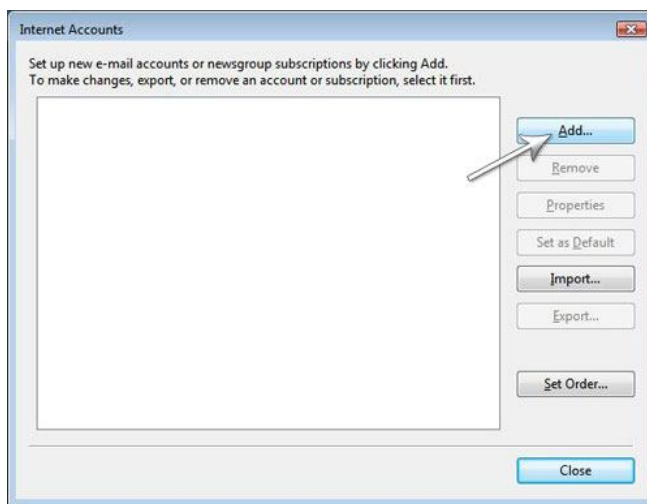 Internet Accounts
Set up new e-mail accounts or newsgroup subscriptions by clicking Add.
To make changes, export, or remove an account or subscription, select it first.
Add...
Remove
Properties
Set as Default
Import...
Export...
Set Order...
Close